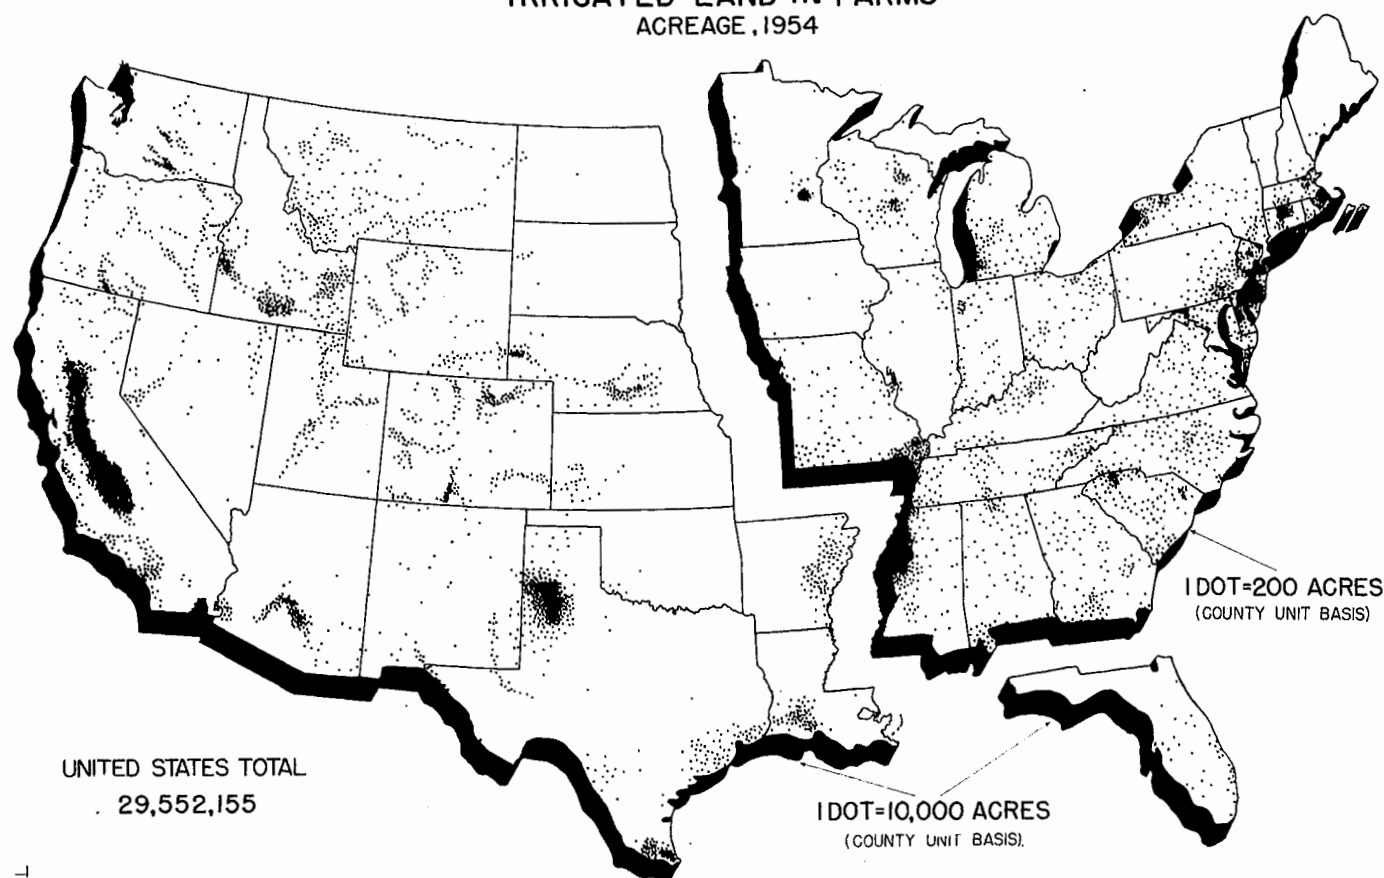 IRRIGATED LAND IN FARMS
ACREAGE, 1954
1 DOT=200 ACRES
(COUNTY UNIT BASIS)
UNITED STATES TOTAL
29,552,155
1 DOT=10,000 ACRES
(COUNTY UNIT BASIS).